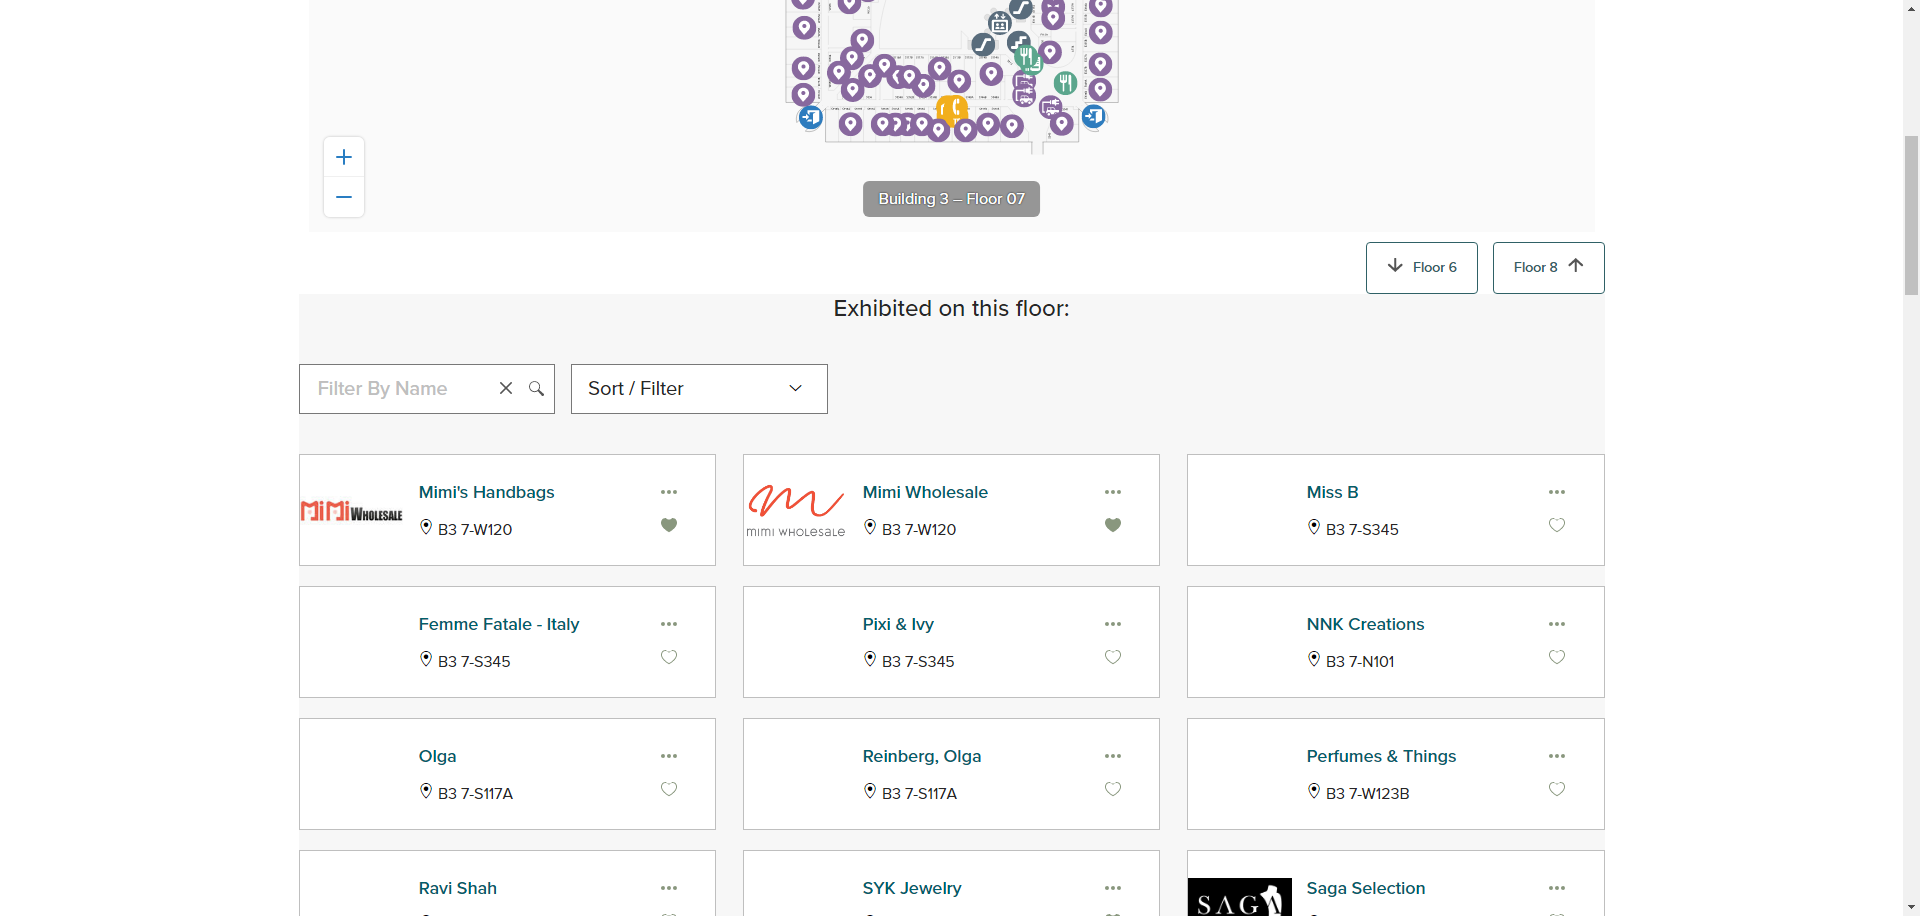 Building 3 – Floor 07
Floor 6
Floor 8
Exhibited on this floor:
Filter By Name
Sort / Filter
MiMi WHOLESALE
Mimi's Handbags
B3 7-W120
mimi wholesale
Mimi Wholesale
B3 7-W120
Miss B
B3 7-S345
Femme Fatale - Italy
B3 7-S345
Pixi & Ivy
B3 7-S345
NNK Creations
B3 7-N101
Olga
B3 7-S117A
Reinberg, Olga
B3 7-S117A
Perfumes & Things
B3 7-W123B
Ravi Shah
SYK Jewelry
SAGA
Saga Selection